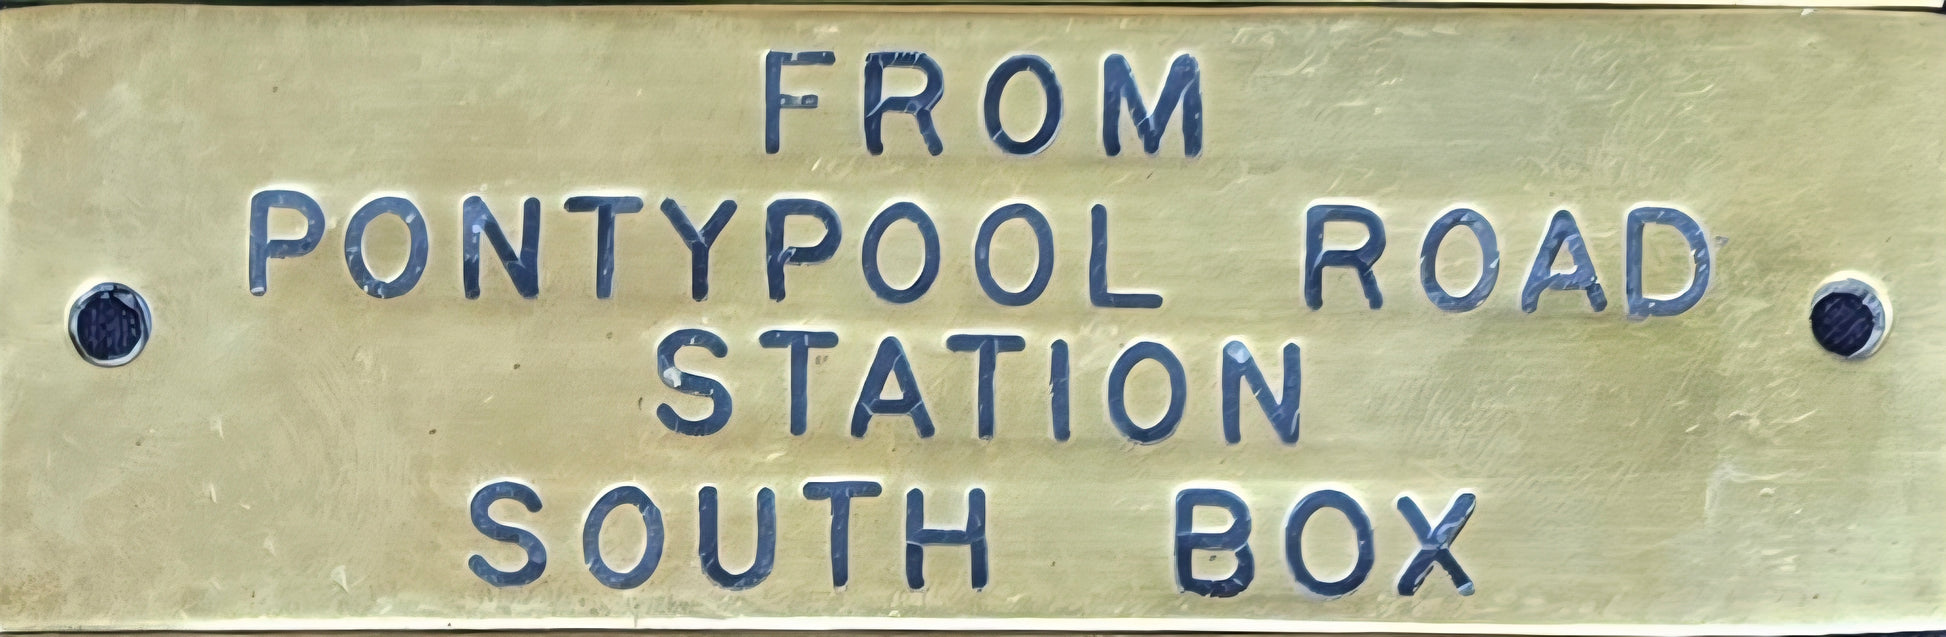 FROM
PONTYPOOL ROAD
STATION
SOUTH BOX